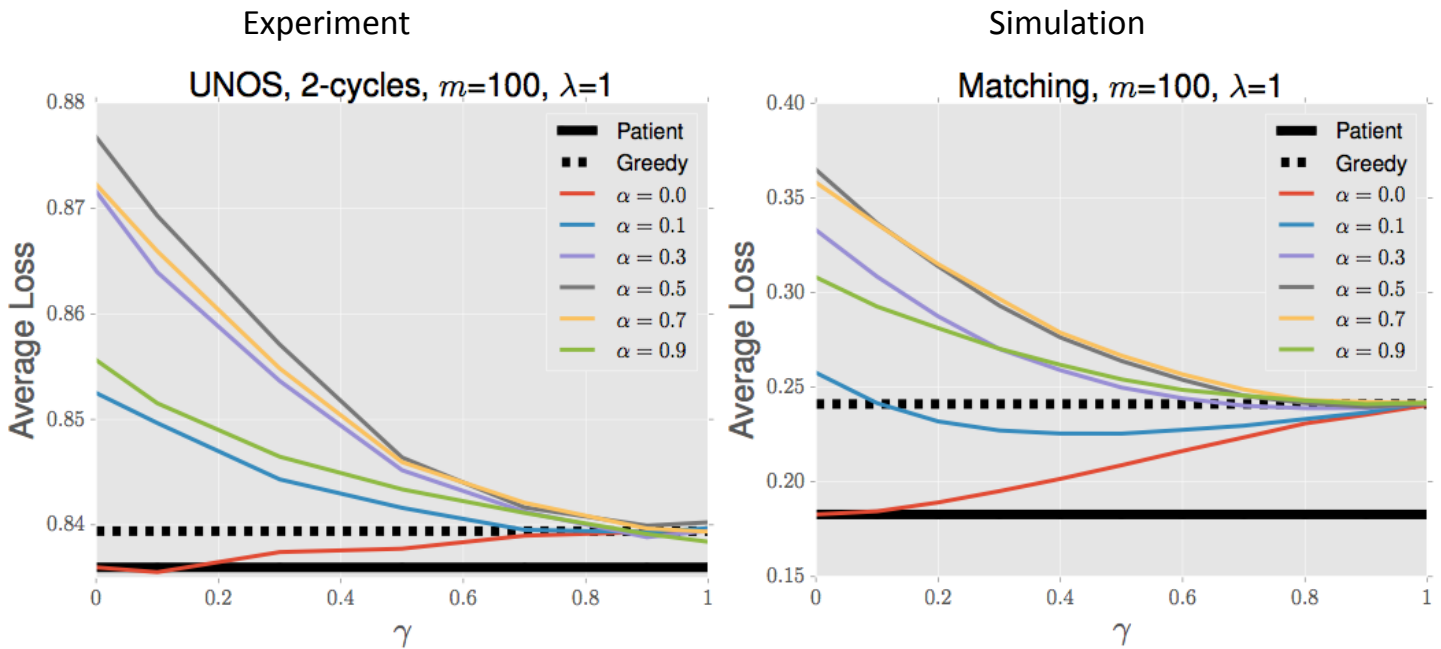 Experiment
UNOS, 2-cycles, m=100, λ=1
0.88
0.87
0.86
0.85
0.84
Average Loss
Patient
Greedy
α = 0.0
α = 0.1
α = 0.3
α = 0.5
α = 0.7
α = 0.9
0 0.2 0.4 0.6 0.8 1
γ
Simulation
Matching, m=100, λ=1
0.40
0.35
0.30
0.25
0.20
0.15
Average Loss
Patient
Greedy
α = 0.0
α = 0.1
α = 0.3
α = 0.5
α = 0.7
α = 0.9
0 0.2 0.4 0.6 0.8 1
γ